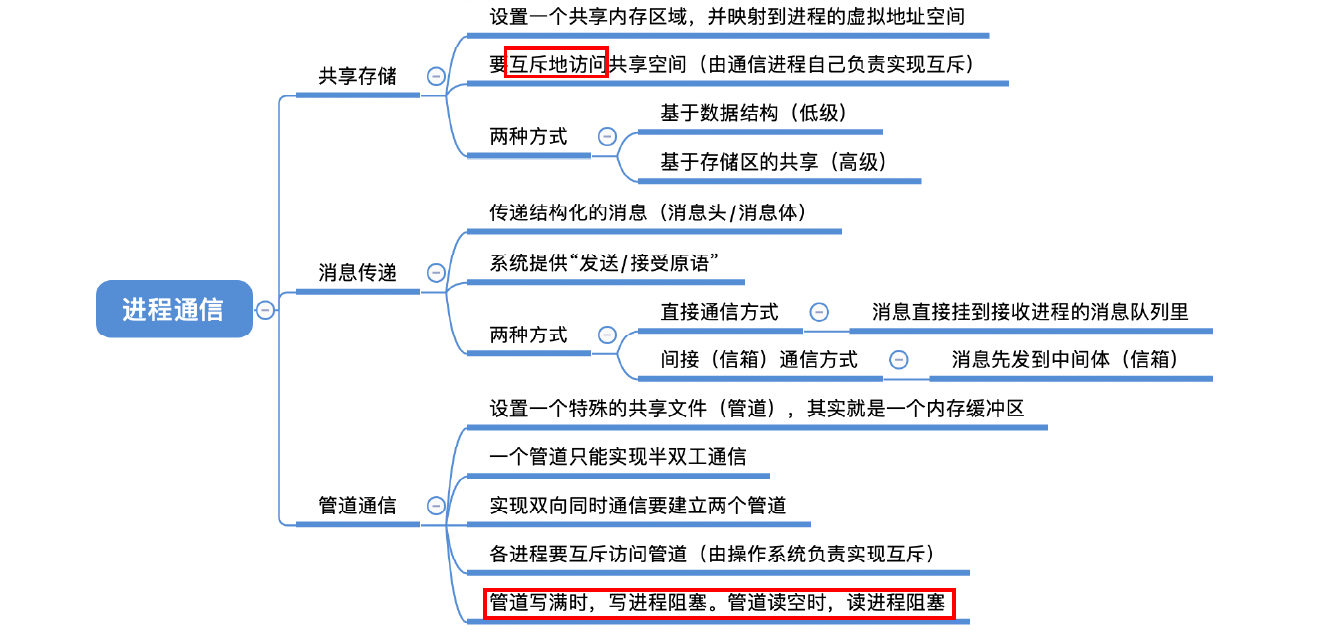 进程通信
共享存储
设置一个共享内存区域，并映射到进程的虚拟地址空间
要互斥地访问共享空间（由通信进程自己负责实现互斥）
两种方式
基于数据结构（低级）
基于存储区的共享（高级）
消息传递
传递结构化的消息（消息头/消息体）
系统提供“发送/接受原语”
两种方式
直接通信方式
消息直接挂到接收进程的消息队列里
间接（信箱）通信方式
消息先发到中间体（信箱）
管道通信
设置一个特殊的共享文件（管道），其实就是一个内存缓冲区
一个管道只能实现半双工通信
实现双向同时通信要建立两个管道
各进程要互斥访问管道（由操作系统负责实现互斥）
管道写满时，写进程阻塞。管道读空时，读进程阻塞